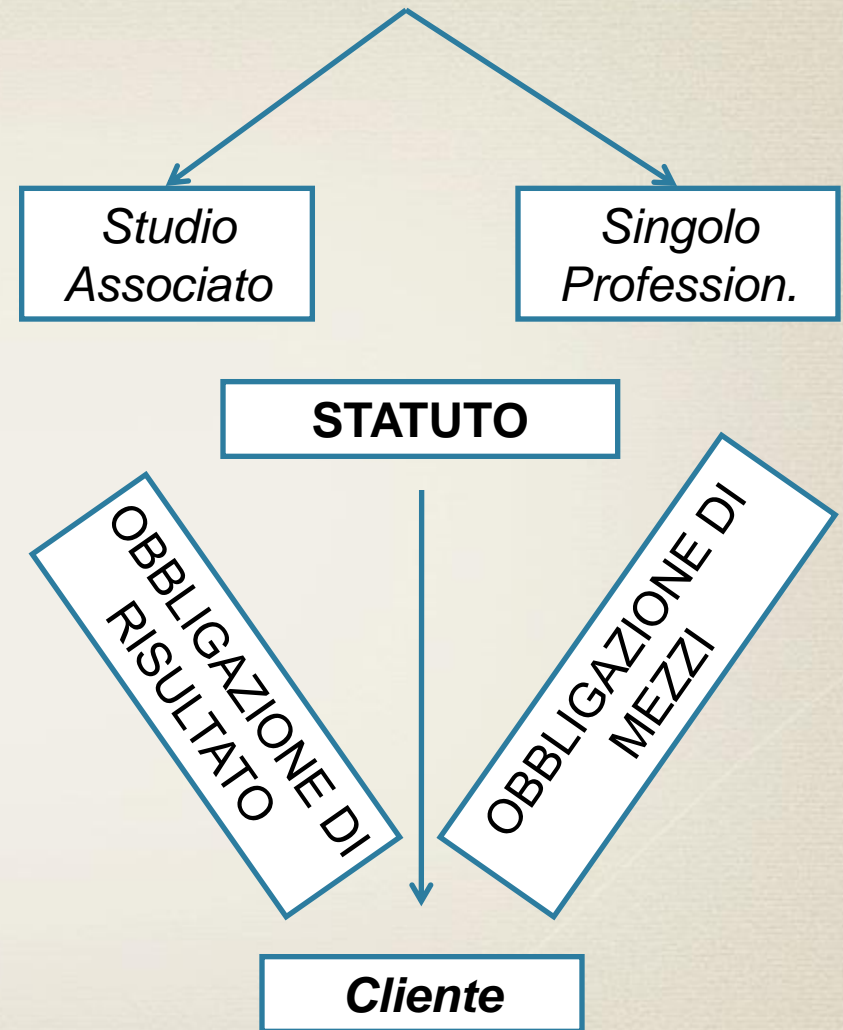 Studio
Associato
Singolo
Profession.
STATUTO
OBBLIGAZIONE DI
RISULTATO
OBBLIGAZIONE DI
MEZZI
Cliente